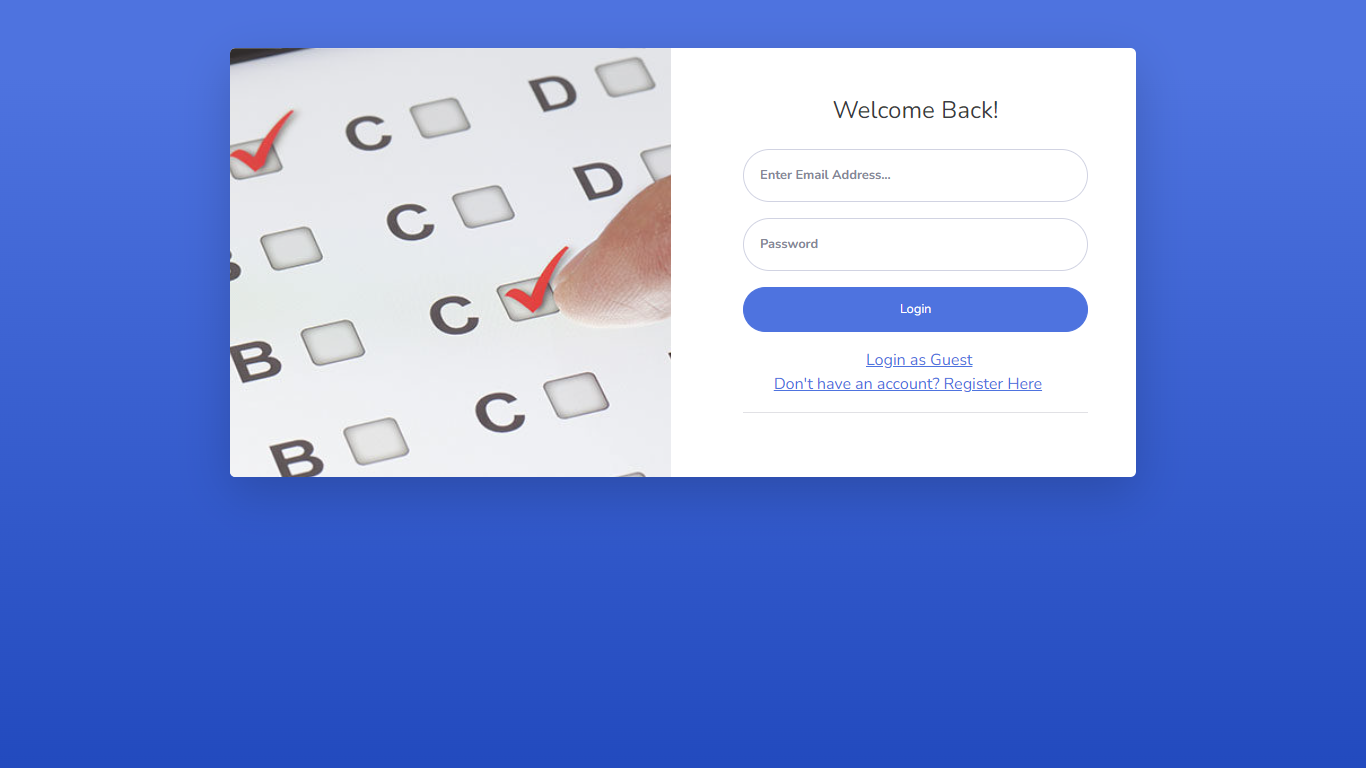 C D
C D
B C
B C
B C
Welcome Back!
Enter Email Address...
Password
Login
Login as Guest
Don't have an account? Register Here